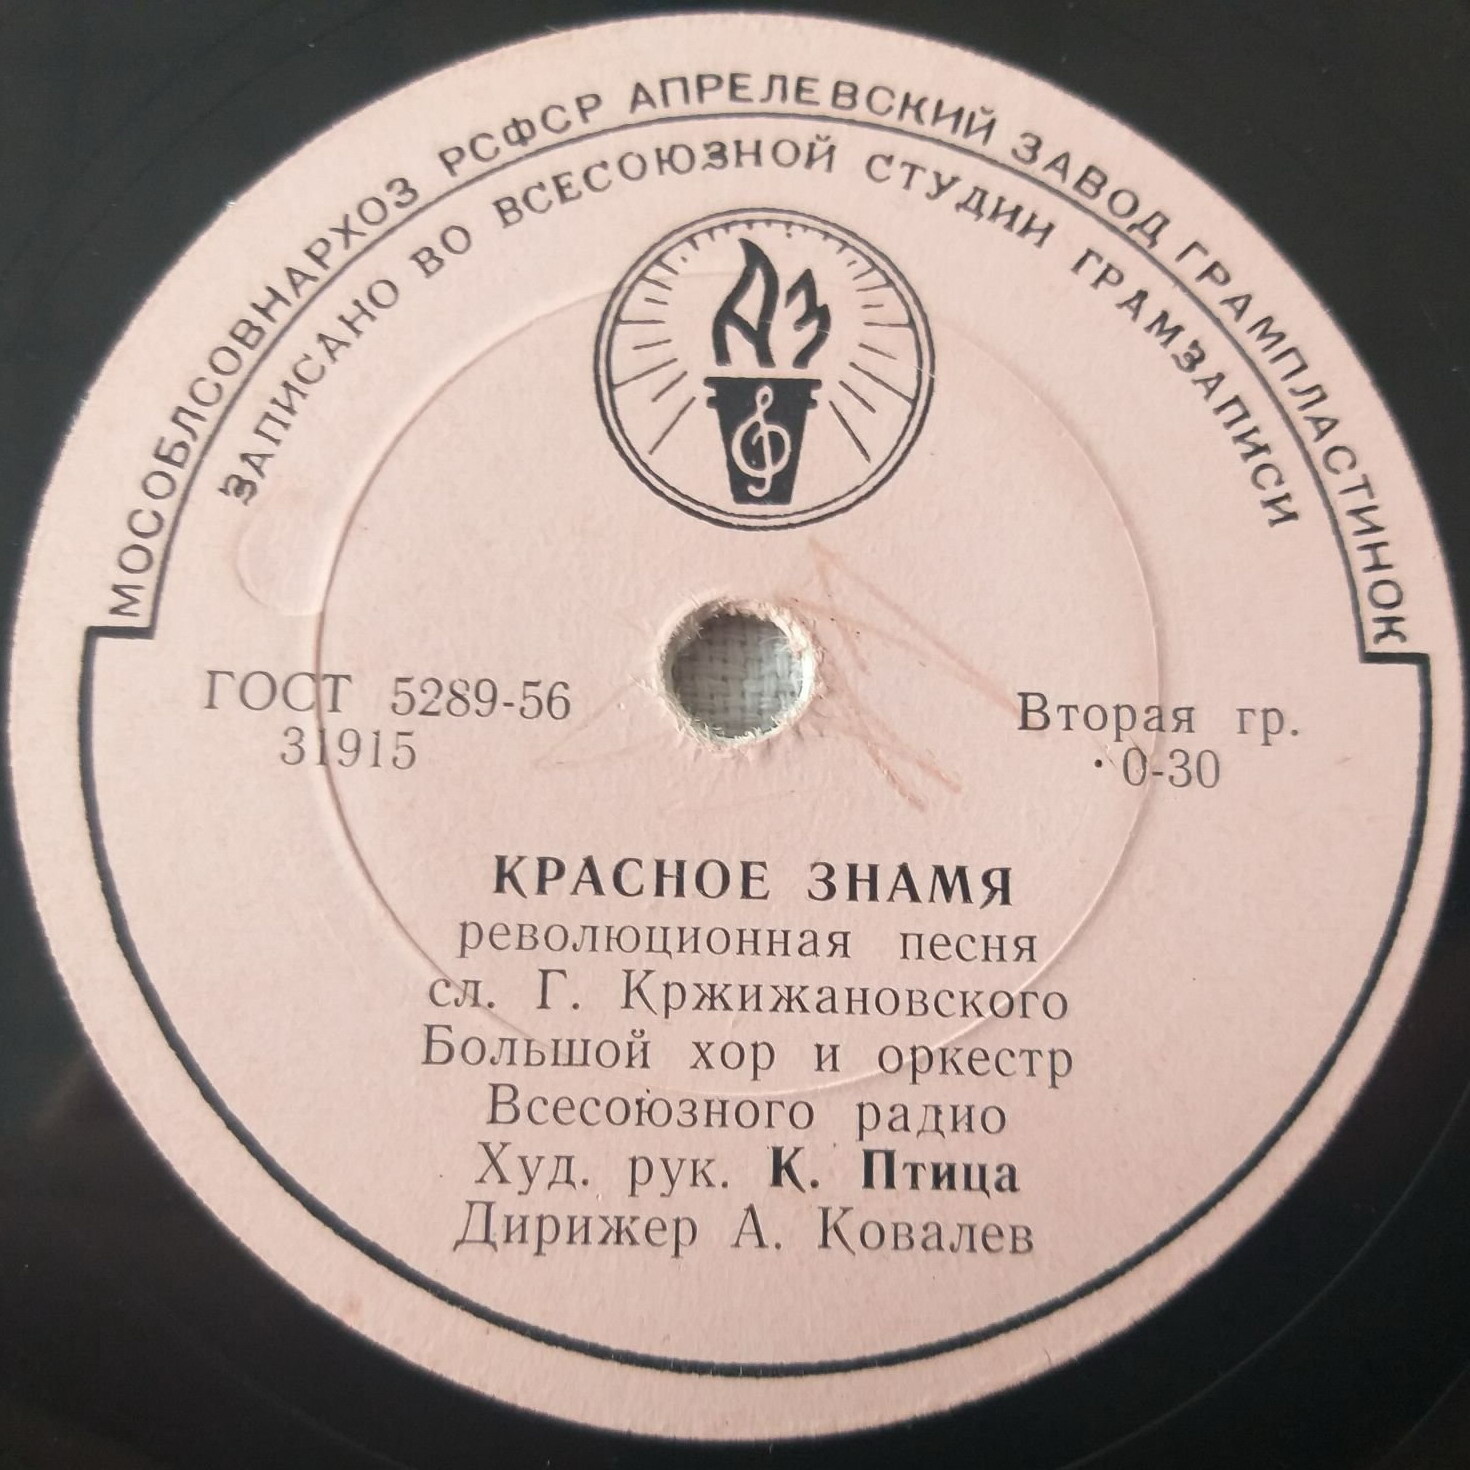 МОСОБЛСОВНАРХОЗ РСФСР АПРЕЛЕВСКИЙ ЗАВОД ГРАМПЛАСТИНОК
ЗАПИСАНО ВО ВСЕСОЮЗНОЙ СТУДИИ ГРАМЗАПИСИ
АЗ
ГОСТ 5289-56
31915
Вторая гр.
0-30
КРАСНОЕ ЗНАМЯ
революционная песня
сл. Г. Кржижановского
Большой хор и оркестр
Всесоюзного радио
Худ. рук. К. Птица
Дирижер А. Ковалев